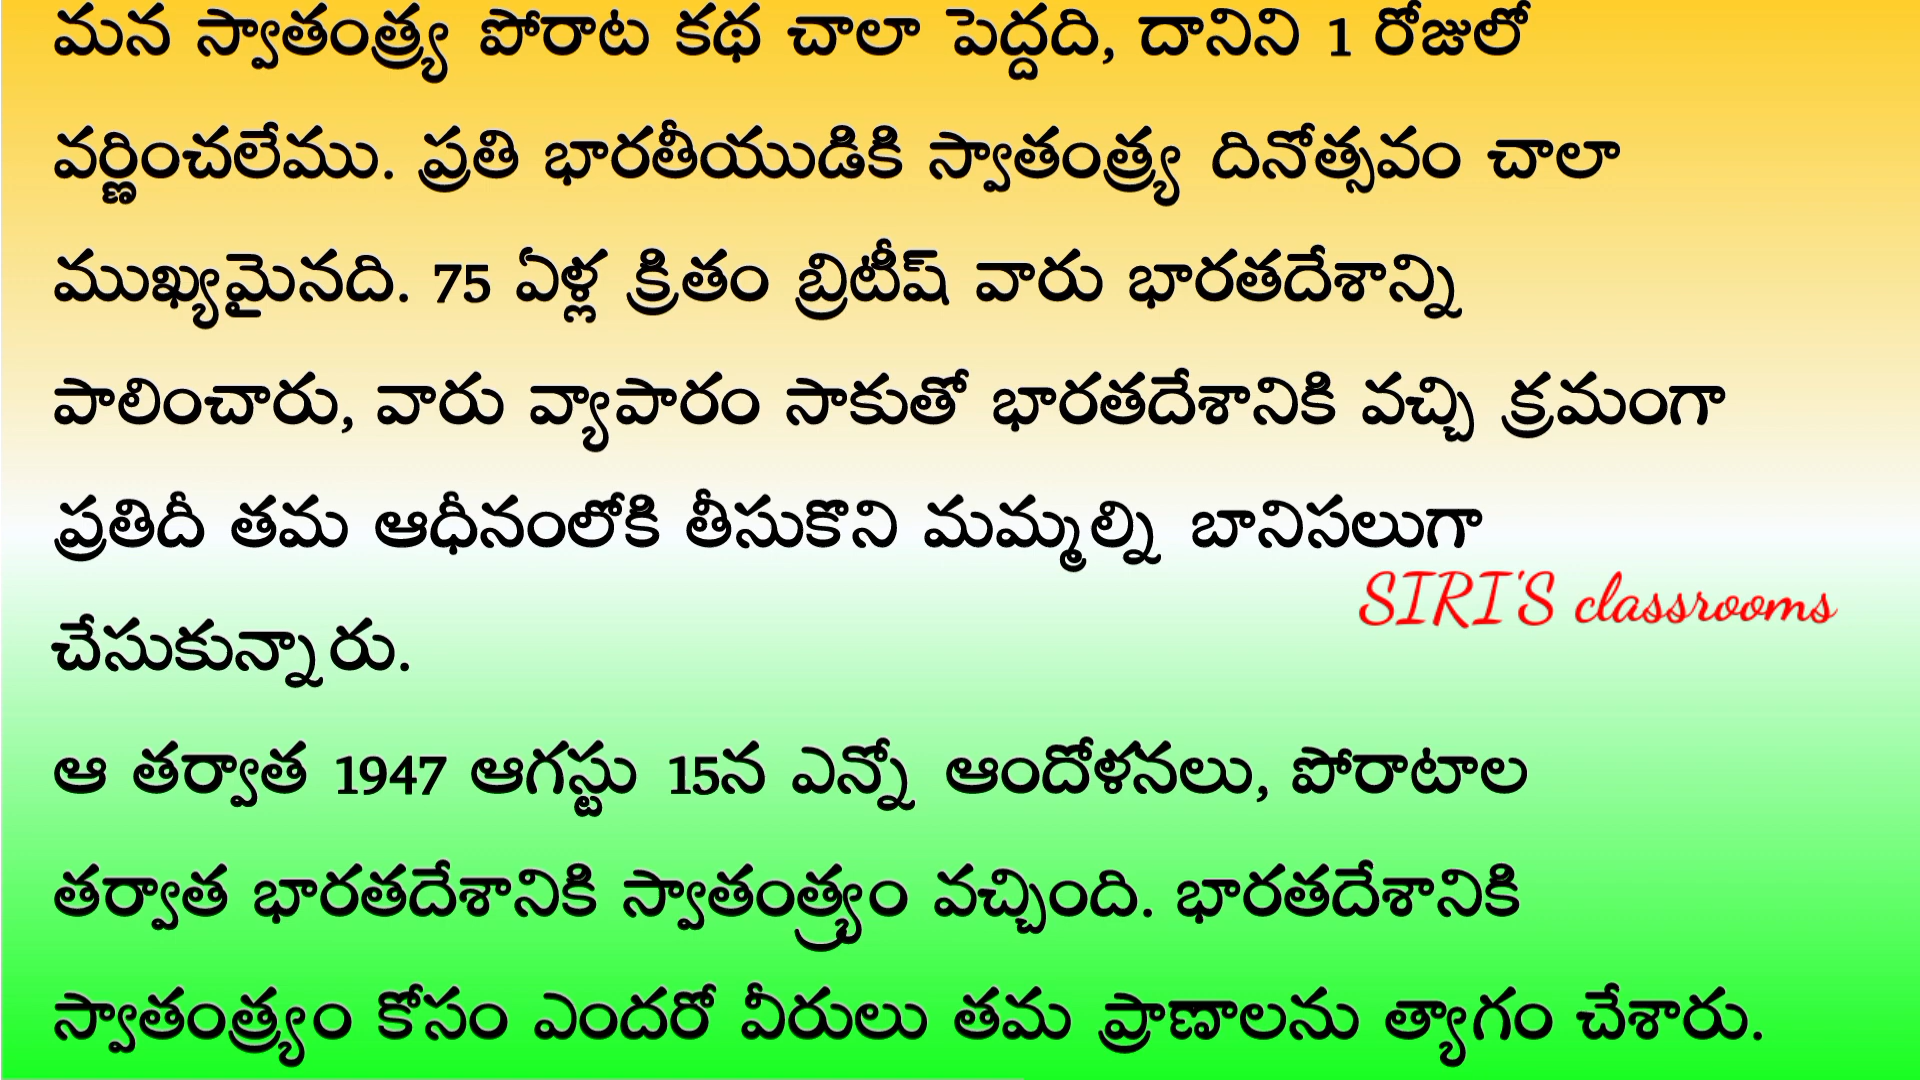 మన స్వాతంత్ర్య పోరాట కథ చాలా పెద్దది, దానిని 1 రోజులో
వర్ణించలేము. ప్రతి భారతీయుడికి స్వాతంత్ర్య దినోత్సవం చాలా
ముఖ్యమైనది. 75 ఏళ్ల క్రితం బ్రిటీష్ వారు భారతదేశాన్ని
పాలించారు, వారు వ్యాపారం సాకుతో భారతదేశానికి వచ్చి క్రమంగా
ప్రతిదీ తమ ఆధీనంలోకి తీసుకొని మమ్మల్ని బానిసలుగా
SIRI'S classrooms
చేసుకున్నారు.
ఆ తర్వాత 1947 ఆగస్టు 15న ఎన్నో ఆందోళనలు, పోరాటాల
తర్వాత భారతదేశానికి స్వాతంత్ర్యం వచ్చింది. భారతదేశానికి
స్వాతంత్ర్యం కోసం ఎందరో వీరులు తమ ప్రాణాలను త్యాగం చేశారు.